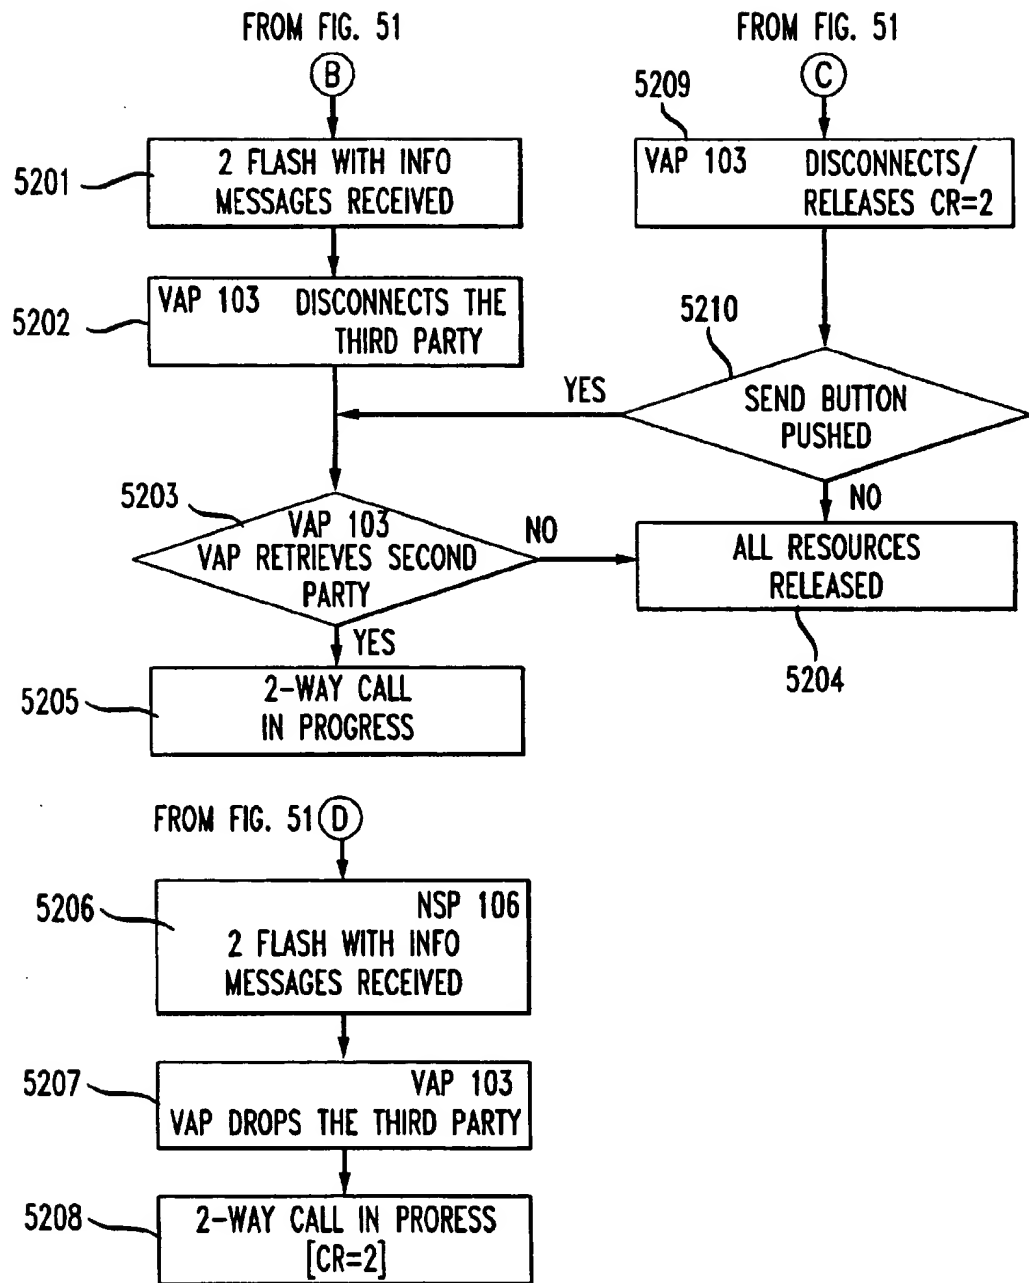 FROM FIG. 51
B
5201
2 FLASH WITH INFO
MESSAGES RECEIVED
5202
VAP 103 DISCONNECTS THE
THIRD PARTY
5203
VAP 103
VAP RETRIEVES SECOND
PARTY
NO
YES
5205
2-WAY CALL
IN PROGRESS
FROM FIG. 51
C
5209
VAP 103 DISCONNECTS/
RELEASES CR=2
5210
SEND BUTTON
PUSHED
YES
NO
ALL RESOURCES
RELEASED
5204
FROM FIG. 51 D
5206
NSP 106
2 FLASH WITH INFO
MESSAGES RECEIVED
5207
VAP 103
VAP DROPS THE THIRD PARTY
5208
2-WAY CALL IN PRORESS
[CR=2]